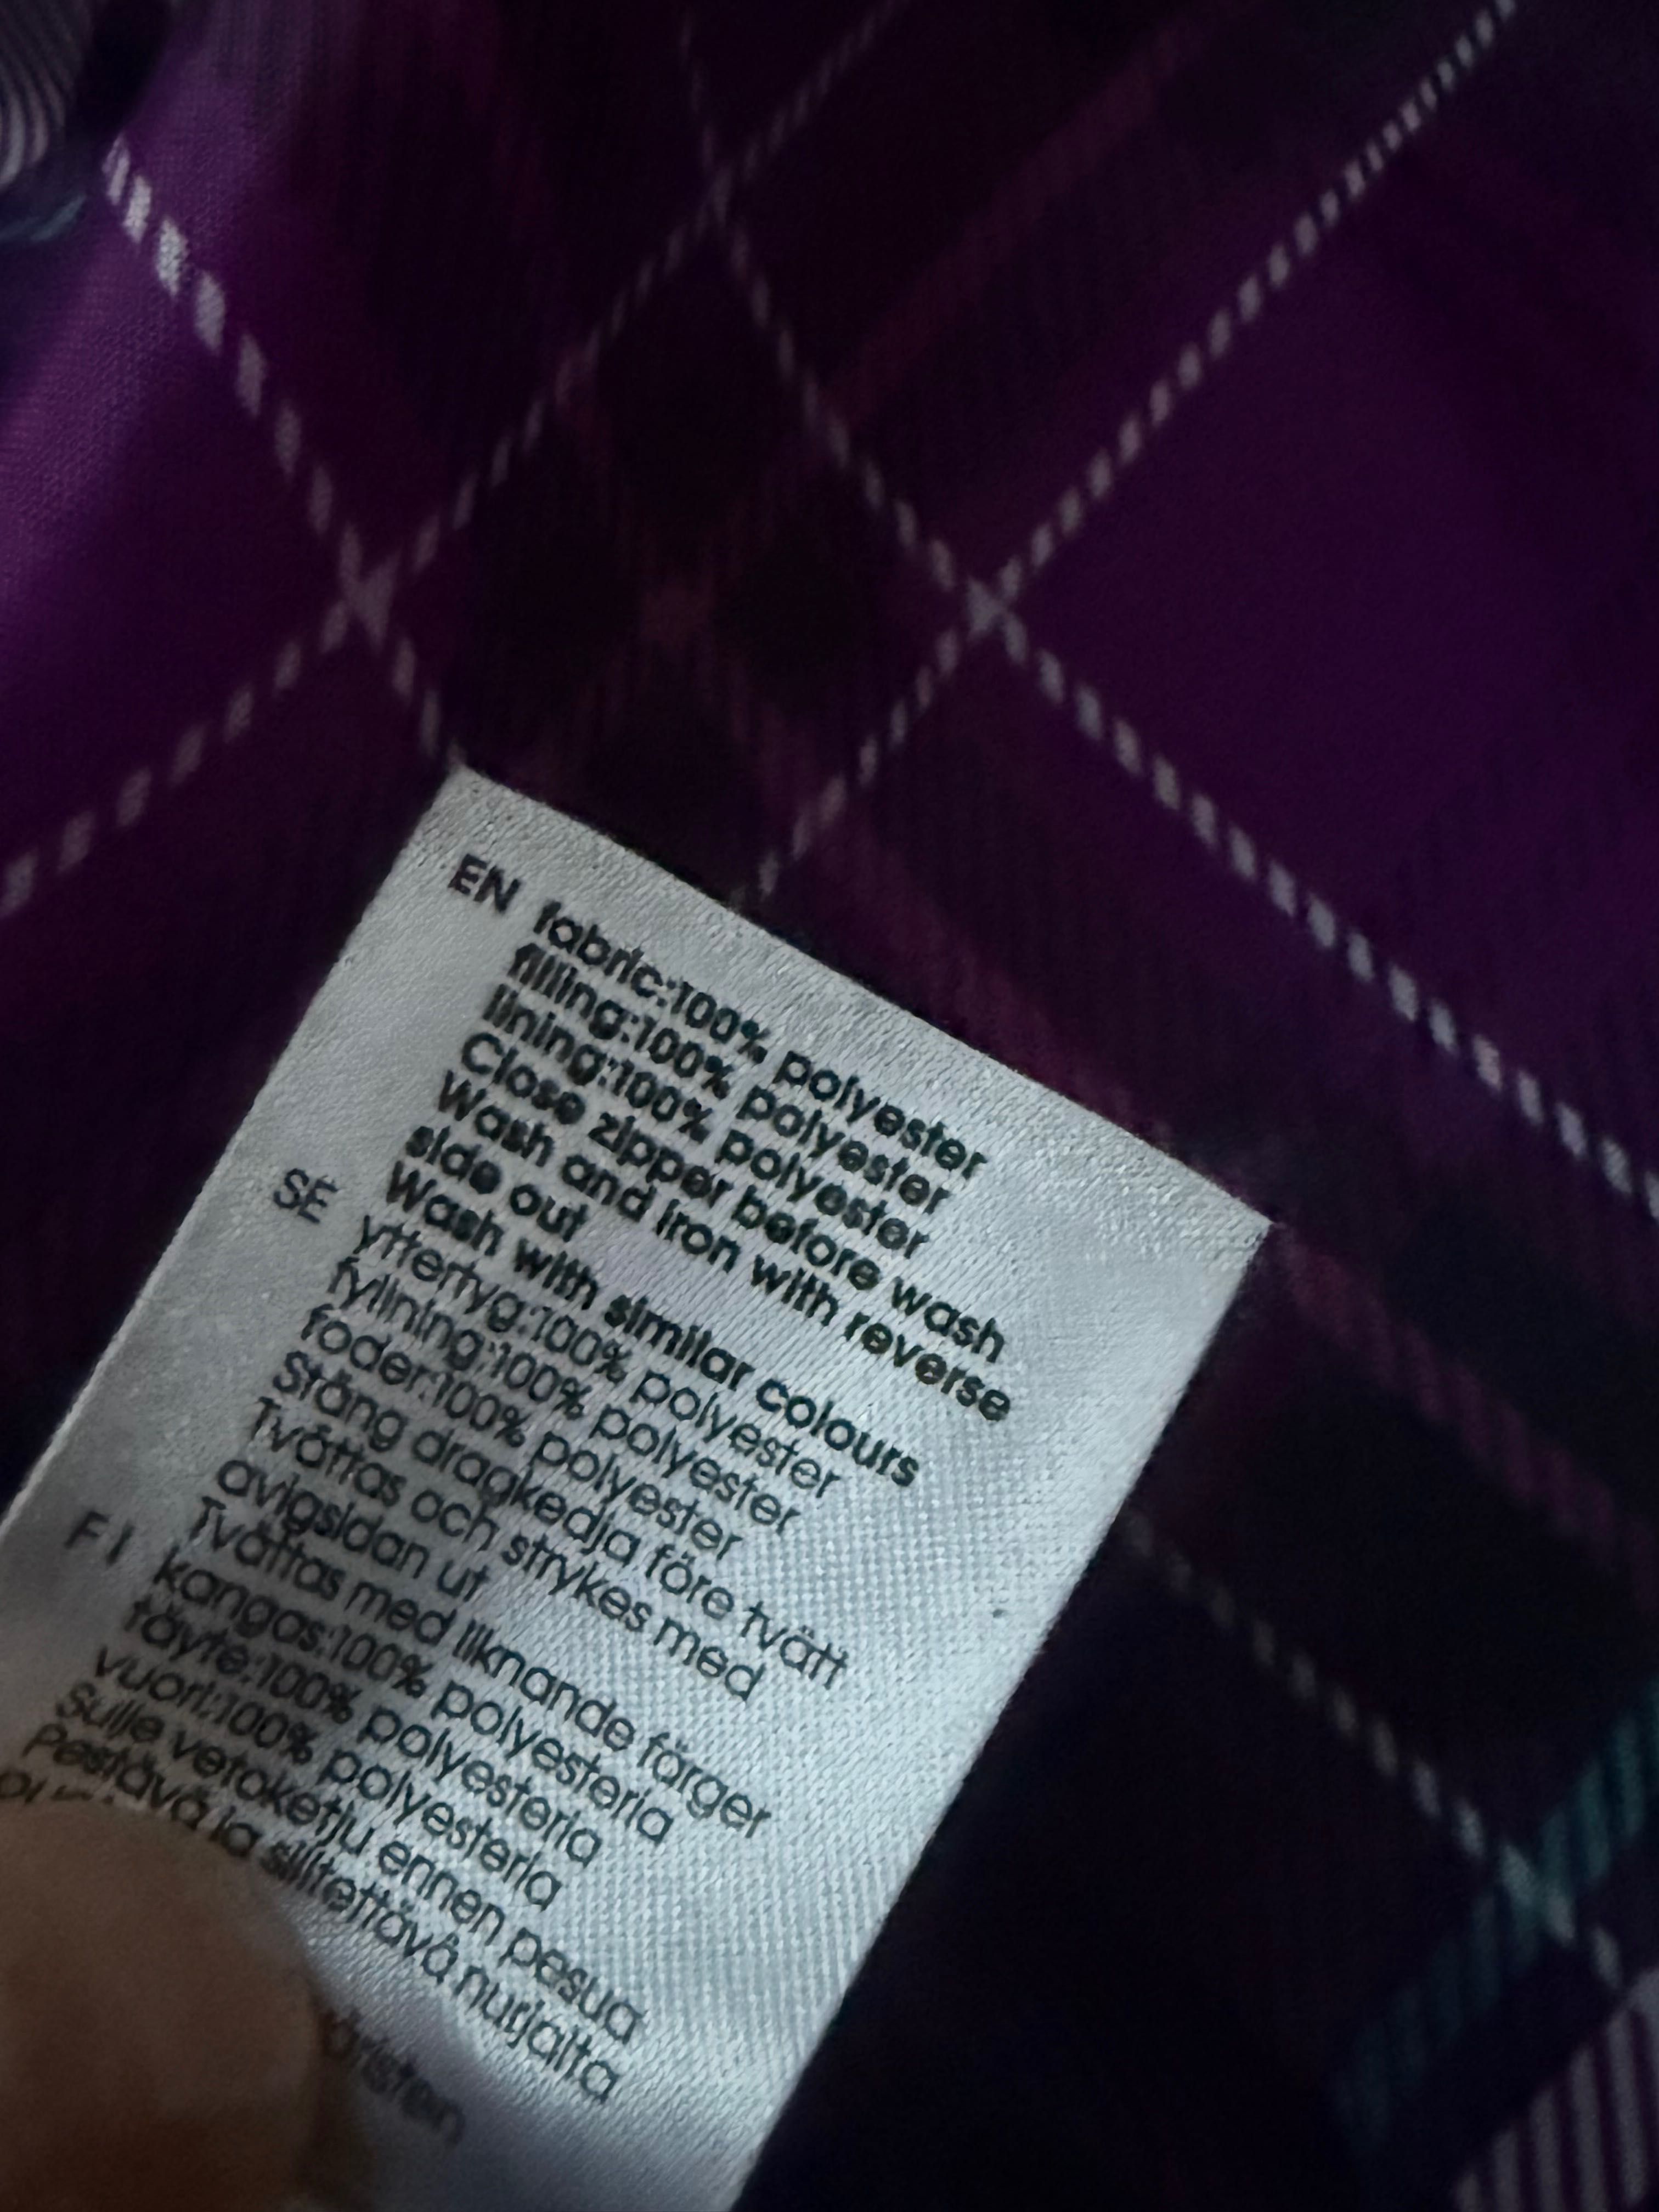 EN fabric:100% polyester
filling:100% polyester
lining:100% polyester
Close zipper before wash
Wash and iron with reverse
side out
Wash with similar colours
SE yttertyg:100% polyester
fyllning:100% polyester
foder:100% polyester
Stäng dragkedja före tvätt
Tvättas och strykes med
avigsidan ut
Tvättas med liknande färger
FI kangas:100% polyesteria
täyte:100% polyesteria
vuori:100% polyesteria
Sulje vetoketju ennen pesua
Pestävä ja silitettävä nurjalta